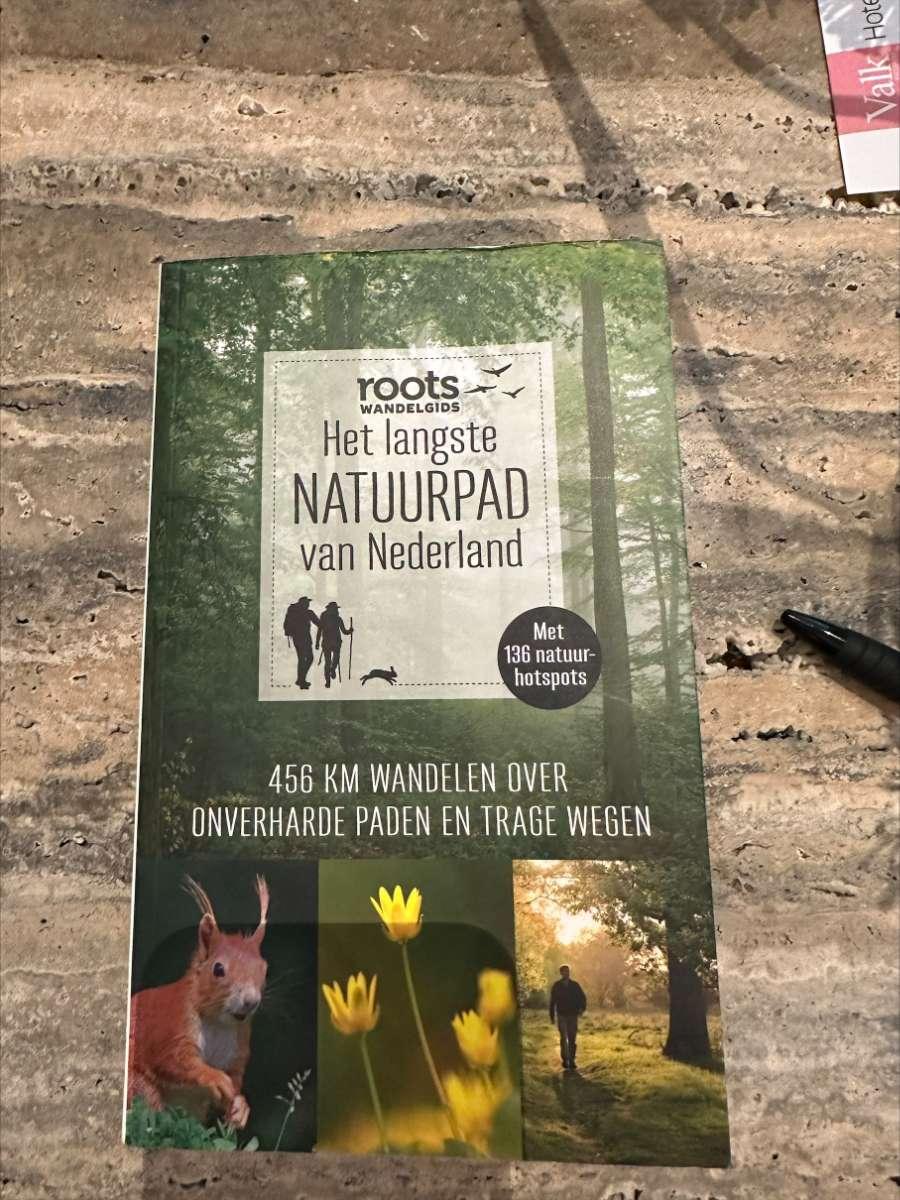 Valk Hote
roots
WANDELGIDS
Het langste
NATUURPAD
van Nederland
Met
136 natuur-
hotspots
456 KM WANDELEN OVER
ONVERHARDE PADEN EN TRAGE WEGEN